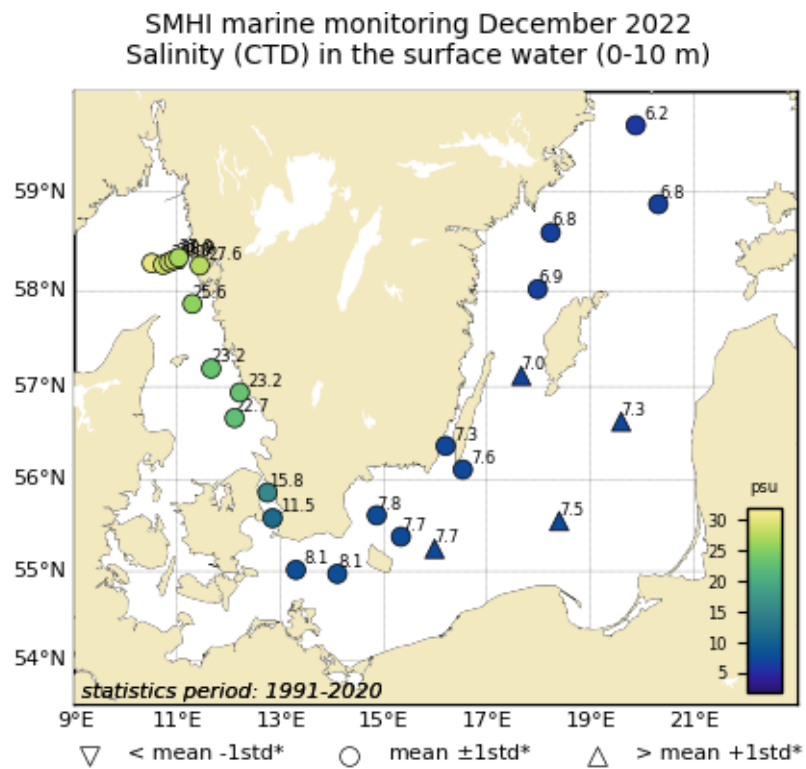 SMHI marine monitoring December 2022
Salinity (CTD) in the surface water (0-10 m)
6.2
59°N
6.8
6.8
27.6
58°N
6.9
25.6
23.2
7.0
57°N
23.2
7.3
22.7
7.3
56°N
7.6
15.8
psu
11.5
7.8
7.5
30
7.7
7.7
25
55°N
8.1
8.1
20
15
10
54°N
5
statistics period: 1991-2020
9°E 11°E 13°E 15°E 17°E 19°E 21°E
< mean -1std* mean ±1std* > mean +1std*